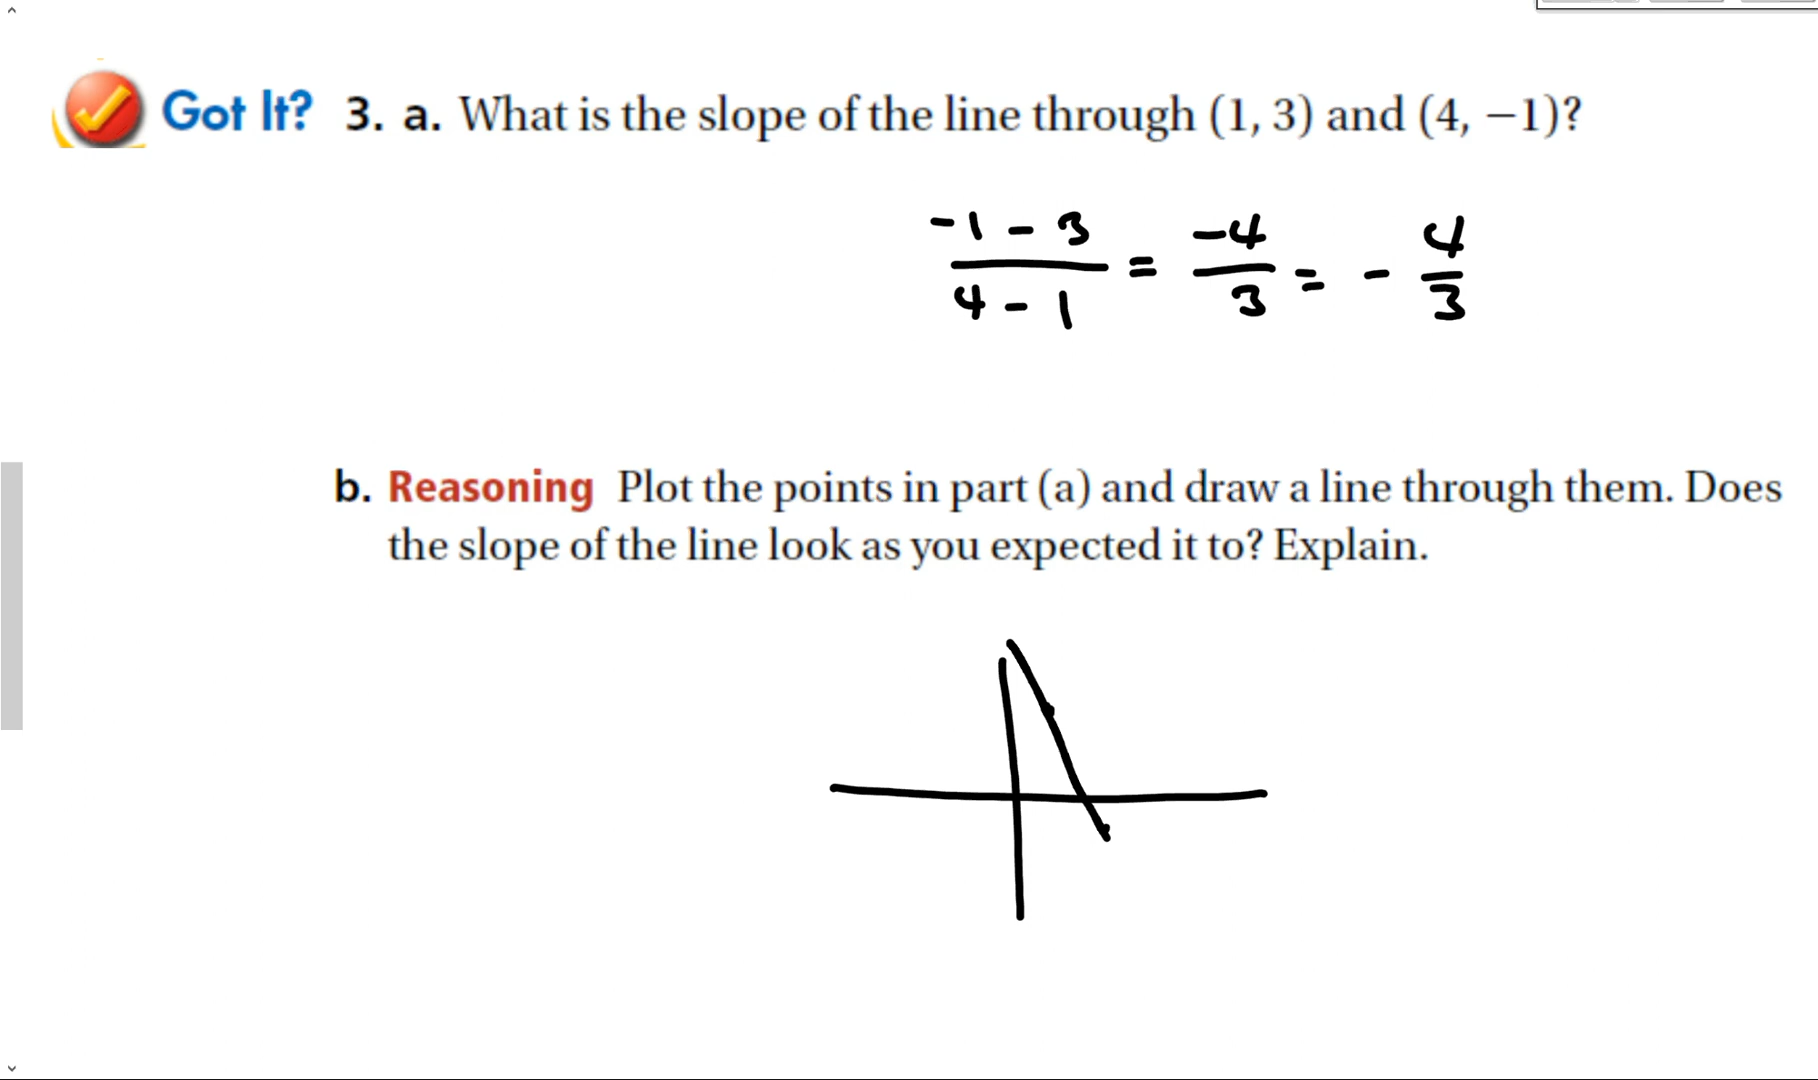 Got It? 3. a. What is the slope of the line through (1, 3) and (4, −1)?
-1 - 3 / 4 - 1 = -4 / 3 = - 4 / 3
b. Reasoning Plot the points in part (a) and draw a line through them. Does
the slope of the line look as you expected it to? Explain.